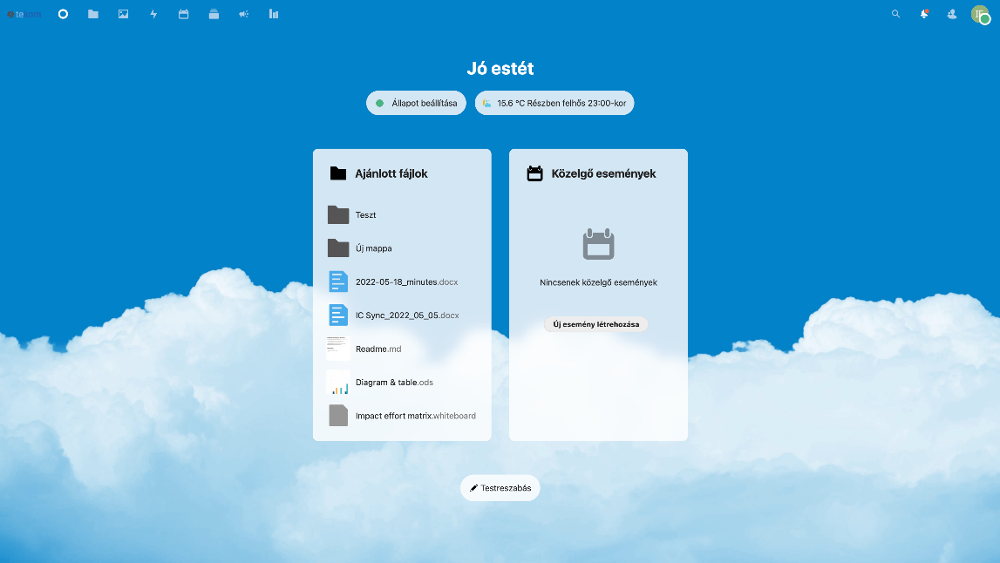 tekom
Jó estét
Állapot beállítása
15.6 °C Részben felhős 23:00-kor
Ajánlott fájlok
Teszt
Új mappa
2022-05-18_minutes.docx
IC Sync_2022_05_05.docx
Readme.md
Diagram & table.ods
Impact effort matrix.whiteboard
Közelgő események
Nincsenek közelgő események
Új esemény létrehozása
Testreszabás